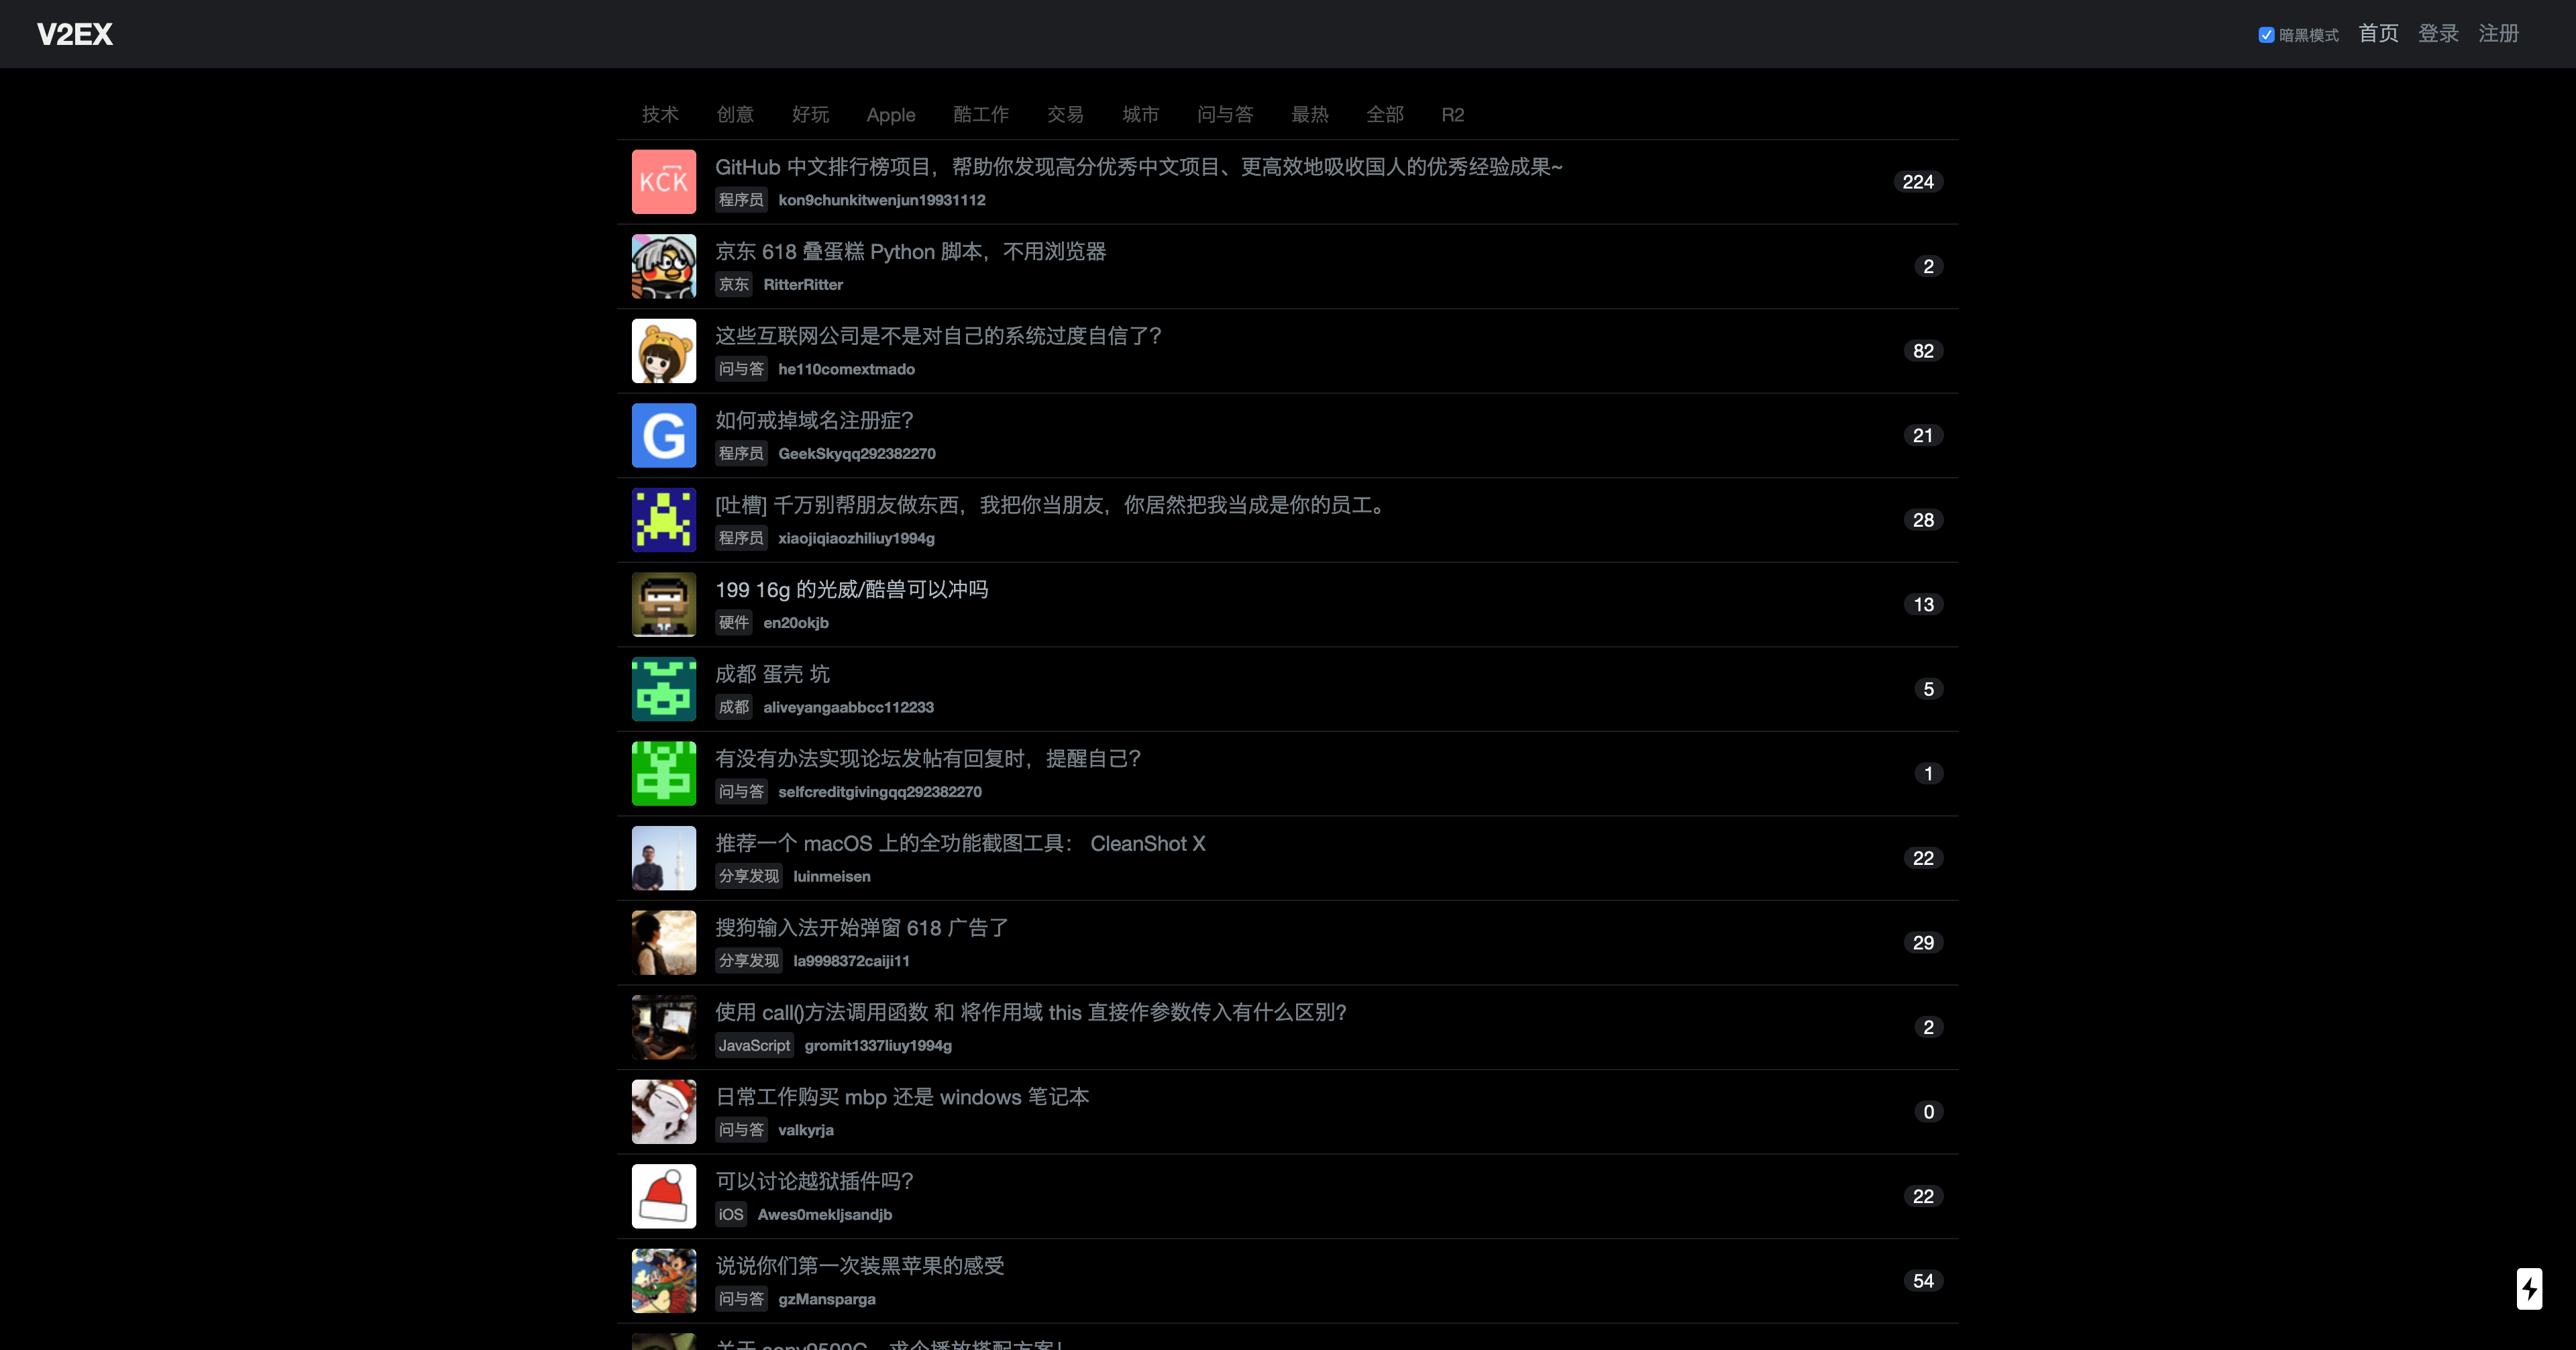 V2EX
暗黑模式 首页 登录 注册
技术 创意 好玩 Apple 酷工作 交易 城市 问与答 最热 全部 R2
KCK
GitHub 中文排行榜项目，帮助你发现高分优秀中文项目、更高效地吸收国人的优秀经验成果~
程序员 kon9chunkitwenjun19931112
224
京东 618 叠蛋糕 Python 脚本，不用浏览器
京东 RitterRitter
2
这些互联网公司是不是对自己的系统过度自信了？
问与答 he110comextmado
82
G
如何戒掉域名注册症？
程序员 GeekSkyqq292382270
21
[吐槽] 千万别帮朋友做东西，我把你当朋友，你居然把我当成是你的员工。
程序员 xiaojiqiaozhiliuy1994g
28
199 16g 的光威/酷兽可以冲吗
硬件 en20okjb
13
成都 蛋壳 坑
成都 aliveyangaabbcc112233
5
有没有办法实现论坛发帖有回复时，提醒自己？
问与答 selfcreditgivingqq292382270
1
推荐一个 macOS 上的全功能截图工具： CleanShot X
分享发现 luinmeisen
22
搜狗输入法开始弹窗 618 广告了
分享发现 la9998372caiji11
29
使用 call()方法调用函数 和 将作用域 this 直接作参数传入有什么区别?
JavaScript gromit1337liuy1994g
2
日常工作购买 mbp 还是 windows 笔记本
问与答 valkyrja
0
可以讨论越狱插件吗？
iOS Awes0mekljsandjb
22
说说你们第一次装黑苹果的感受
问与答 gzMansparga
54
关于 sony9500G，求个播放搭配方案！